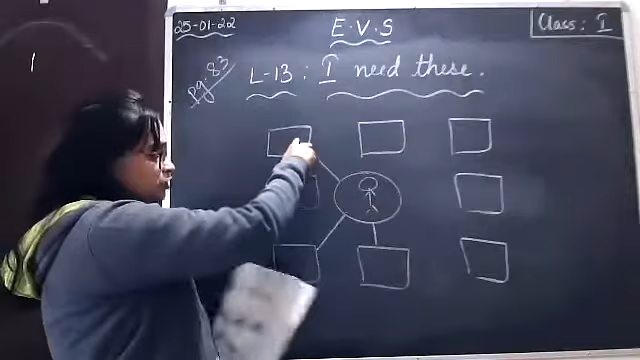 25-01-22
E.V.S
Class: I
Pg. 83
L-13 : I need these.